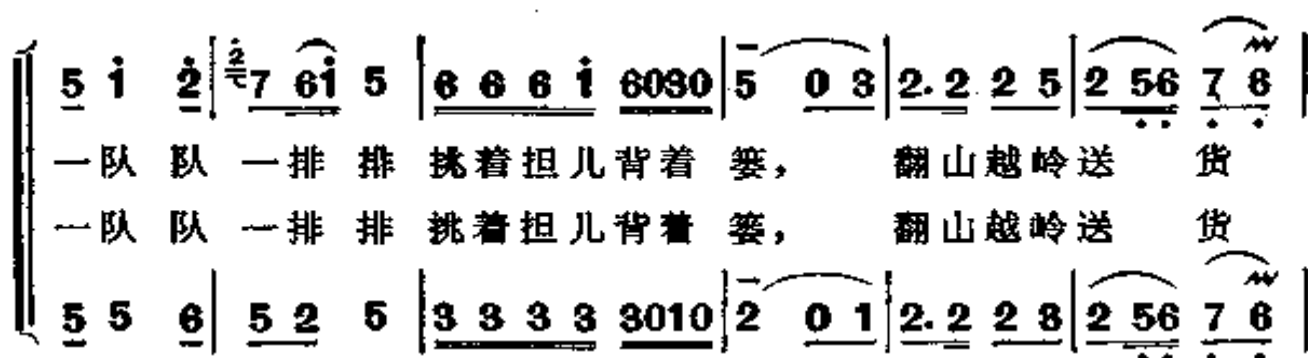 5 i 2 | 2 7 6i 5 | 6 6 6 i 6030 | 5 0 3 | 2. 2 2 5 | 2 56 7 6 |
一队 队 一排 排 挑着担儿背着 篓， 翻山越岭送 货
一队 队 一排 排 挑着担儿背着 篓， 翻山越岭送 货
5 5 6 | 5 2 5 | 3 3 3 3 3010 | 2 0 1 | 2. 2 2 3 | 2 56 7 6 |